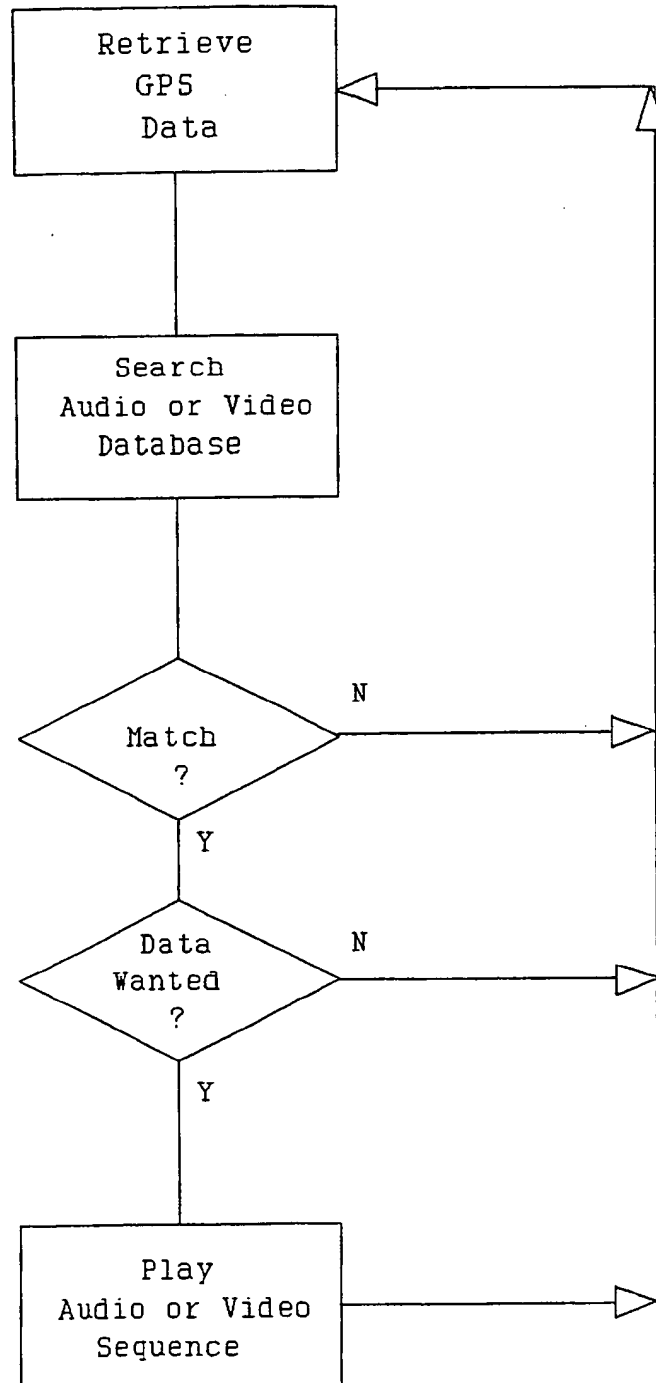 Retrieve
GPS
Data
Search
Audio or Video
Database
N
Match
?
Y
N
Data
Wanted
?
Y
Play
Audio or Video
Sequence